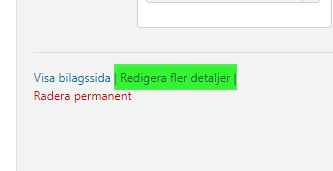 Visa bilagssida | Redigera fler detaljer |
Radera permanent